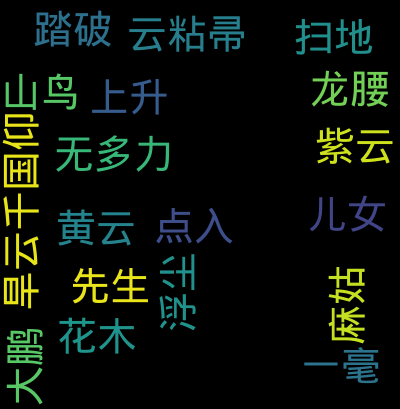 踏破
云粘帚
扫地
山鸟
上升
龙腰
无多力
紫云
旱云千国仰
黄云
点入
儿女
先生
浮尘
麻姑
花木
大鹏
一毫